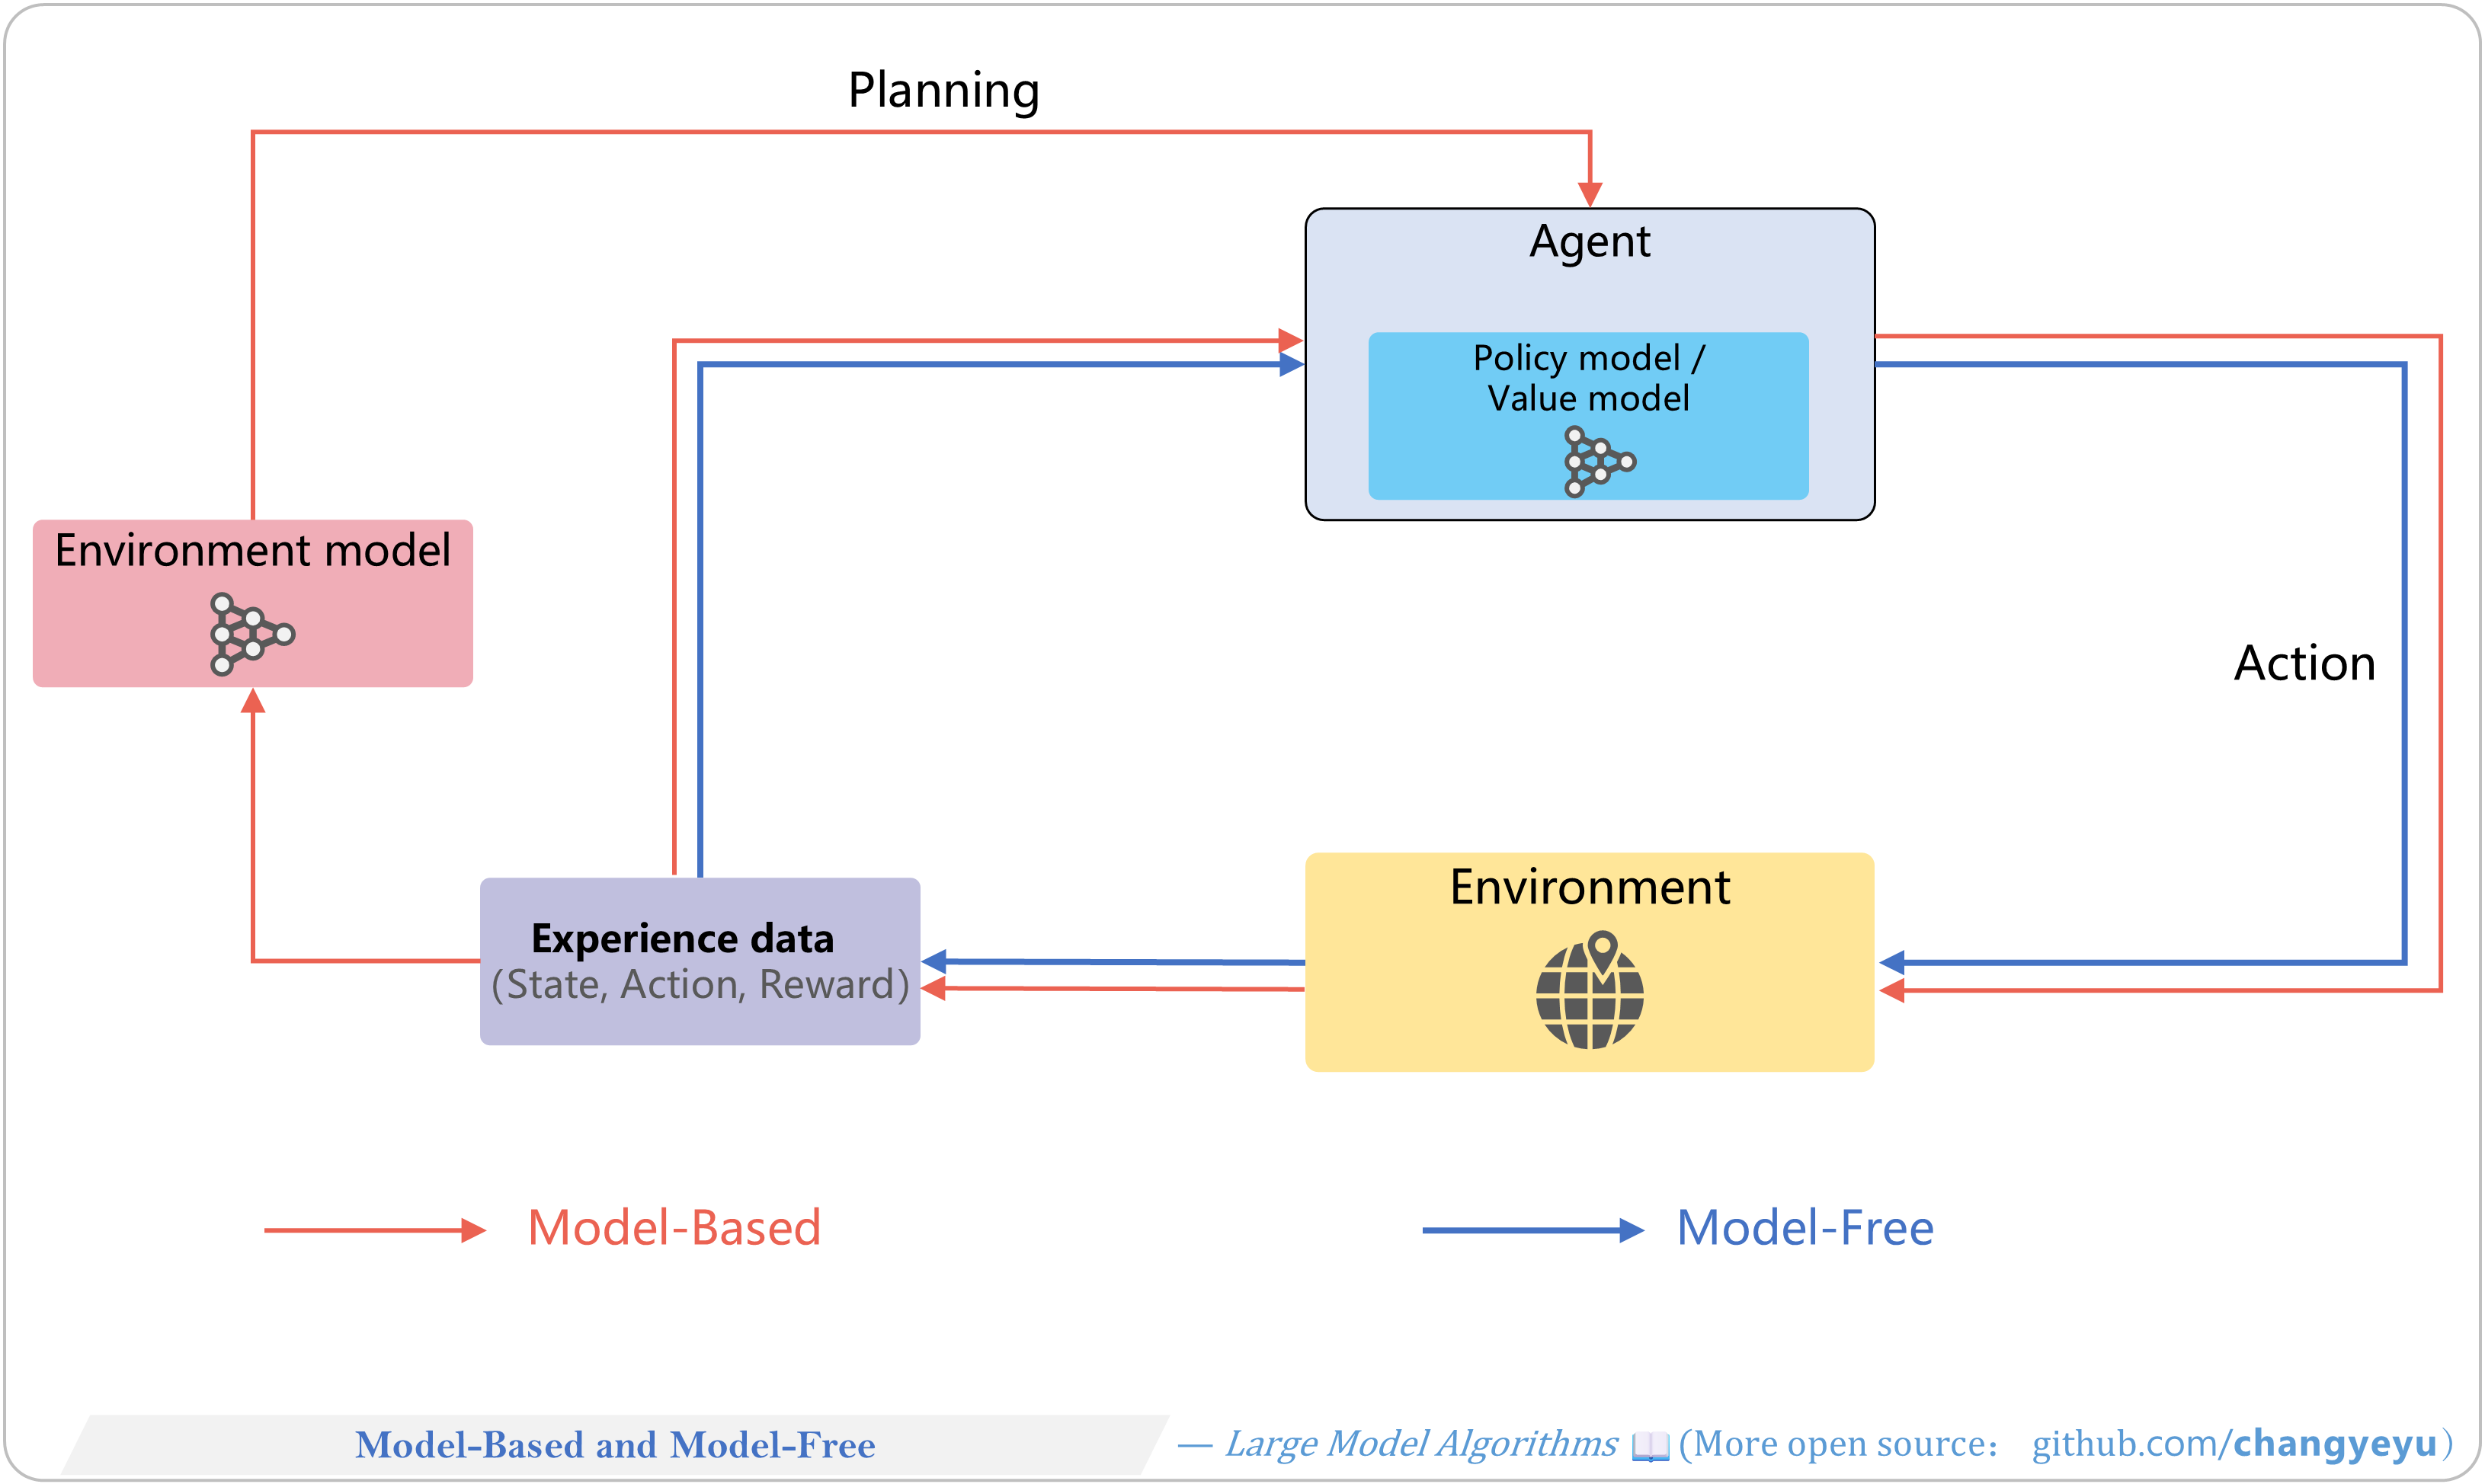 Planning
Agent
Policy model /
Value model
Environment model
Action
Environment
Experience data
(State, Action, Reward)
Model-Based
Model-Free
Model-Based and Model-Free
— Large Model Algorithms (More open source： github.com/changyeyu）